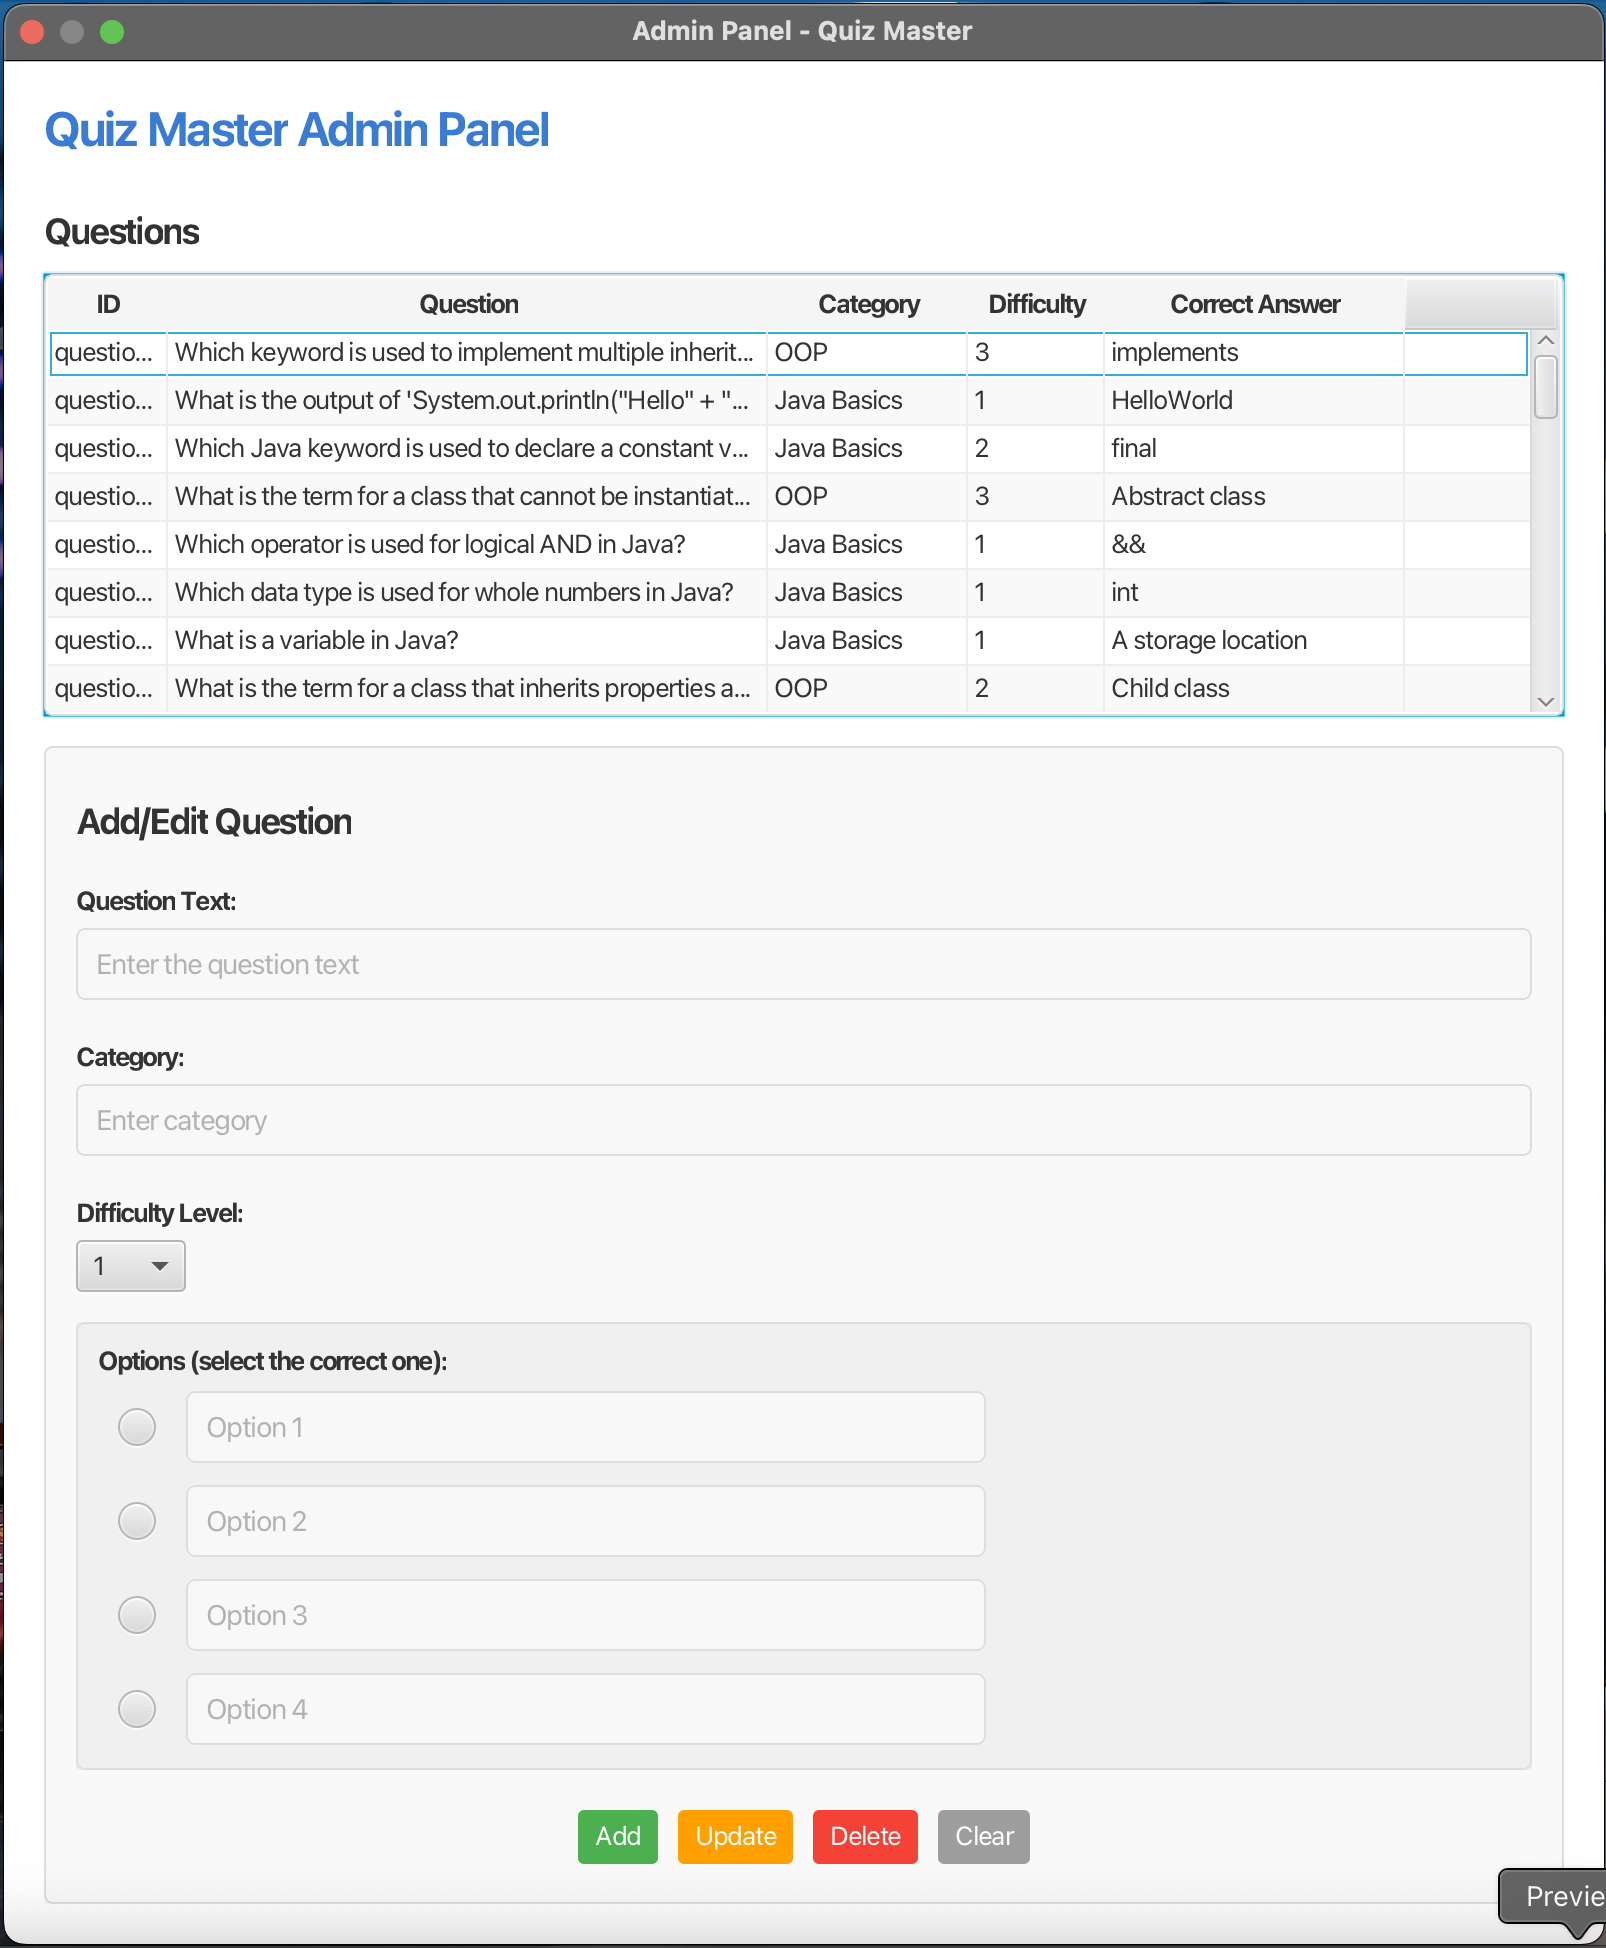 Admin Panel - Quiz Master
Quiz Master Admin Panel
Questions
ID Question Category Difficulty Correct Answer
questio... Which keyword is used to implement multiple inherit... OOP 3 implements
questio... What is the output of 'System.out.println("Hello" + "... Java Basics 1 HelloWorld
questio... Which Java keyword is used to declare a constant v... Java Basics 2 final
questio... What is the term for a class that cannot be instantiat... OOP 3 Abstract class
questio... Which operator is used for logical AND in Java? Java Basics 1 &&
questio... Which data type is used for whole numbers in Java? Java Basics 1 int
questio... What is a variable in Java? Java Basics 1 A storage location
questio... What is the term for a class that inherits properties a... OOP 2 Child class
Add/Edit Question
Question Text:
Enter the question text
Category:
Enter category
Difficulty Level:
1
Options (select the correct one):
Option 1
Option 2
Option 3
Option 4
Add Update Delete Clear
Previe